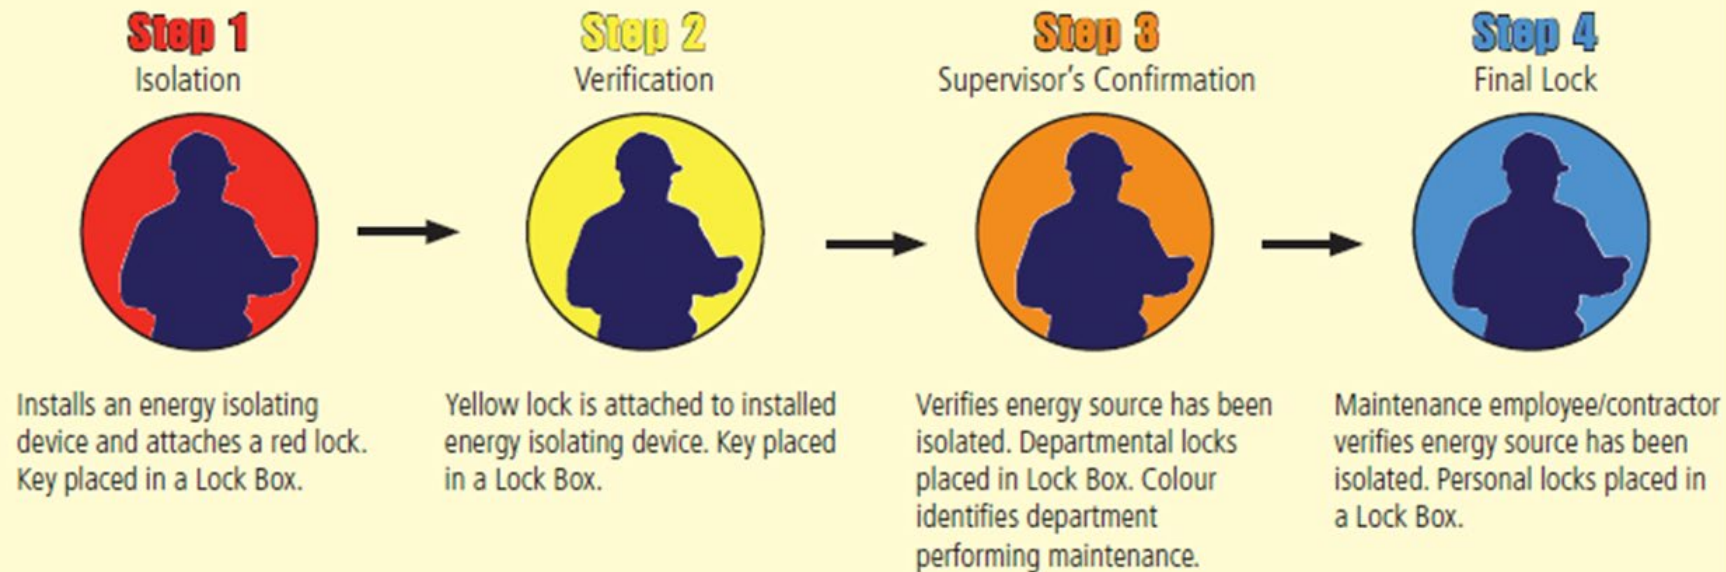 Step 1
Isolation
Installs an energy isolating
device and attaches a red lock.
Key placed in a Lock Box.
Step 2
Verification
Yellow lock is attached to installed
energy isolating device. Key placed
in a Lock Box.
Step 3
Supervisor's Confirmation
Verifies energy source has been
isolated. Departmental locks
placed in Lock Box. Colour
identifies department
performing maintenance.
Step 4
Final Lock
Maintenance employee/contractor
verifies energy source has been
isolated. Personal locks placed in
a Lock Box.